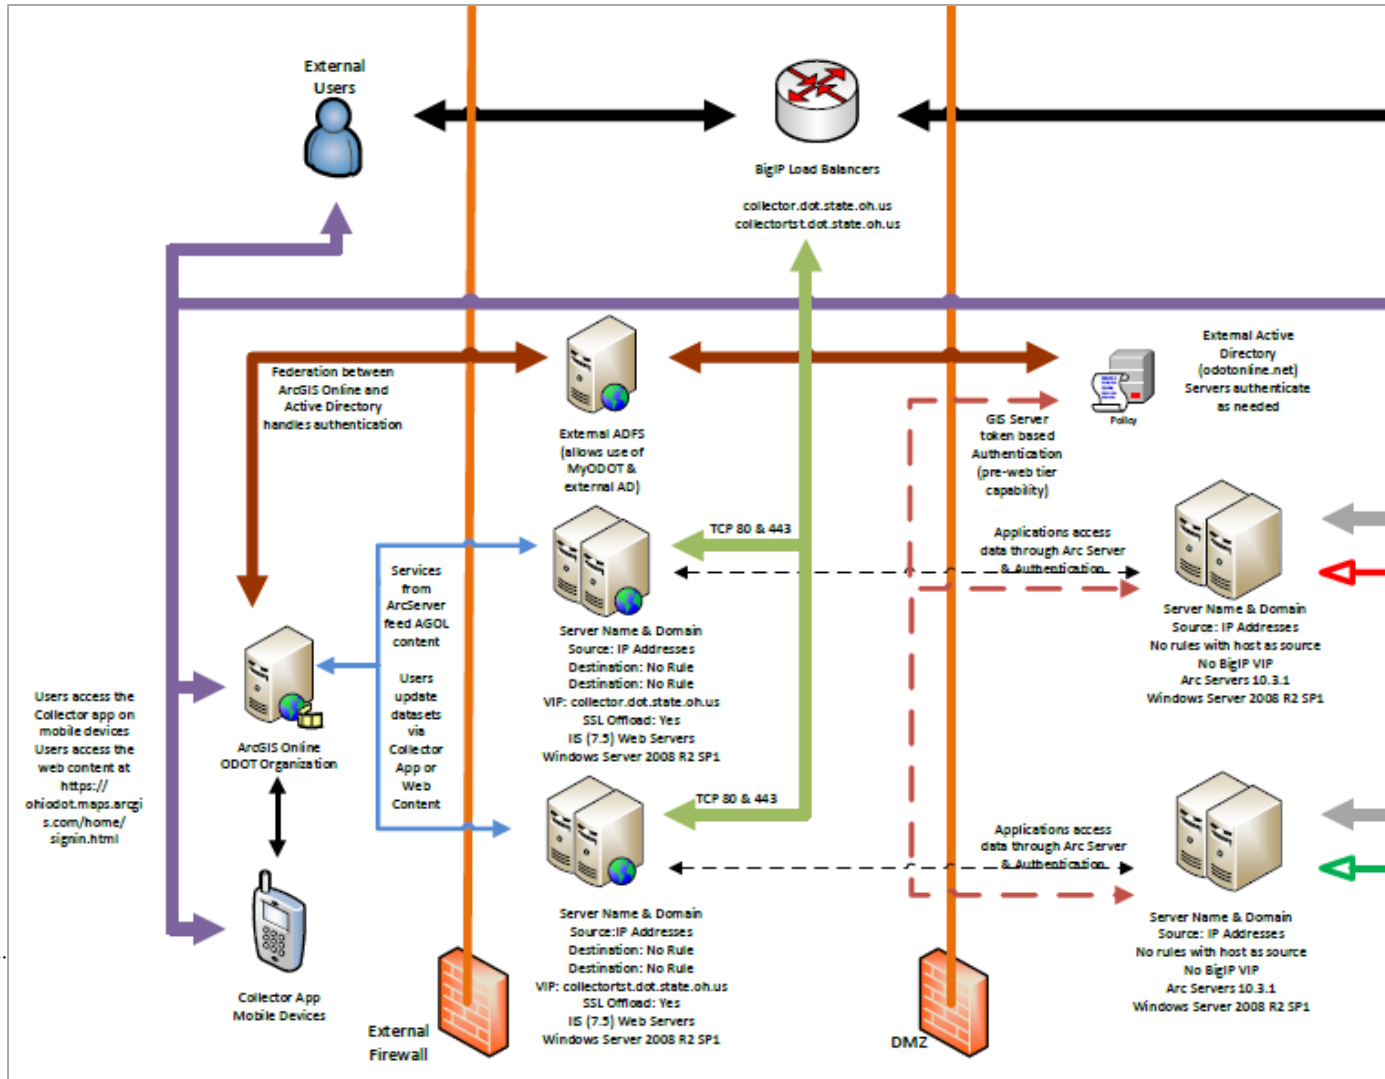 External
Users
BigIP Load Balancers
collector.dot.state.oh.us
collectortst.dot.state.oh.us
Federation between
ArcGIS Online and
Active Directory
handles authentication
External ADFS
(allows use of
MyODOT &
external AD)
External Active
Directory
(odotonline.net)
Servers authenticate
as needed
Policy
GIS Server
token based
Authentication
(pre-web tier
capability)
TCP 80 & 443
Applications access
data through Arc Server
& Authentication
Services
from
ArcServer
feed AGOL
content
Users
update
datasets
via
Collector
App or
Web
Content
Server Name & Domain
Source: IP Addresses
Destination: No Rule
Destination: No Rule
VIP: collector.dot.state.oh.us
SSL Offload: Yes
IIS (7.5) Web Servers
Windows Server 2008 R2 SP1
Server Name & Domain
Source: IP Addresses
No rules with host as source
No BigIP VIP
Arc Servers 10.3.1
Windows Server 2008 R2 SP1
Users access the
Collector app on
mobile devices
Users access the
web content at
https://
ohiodot.maps.arcgi
s.com/home/
signin.html
ArcGIS Online
ODOT Organization
TCP 80 & 443
Applications access
data through Arc Server
& Authentication
Collector App
Mobile Devices
External
Firewall
Server Name & Domain
Source:IP Addresses
Destination: No Rule
Destination: No Rule
VIP: collectortst.dot.state.oh.us
SSL Offload: Yes
IIS (7.5) Web Servers
Windows Server 2008 R2 SP1
DMZ
Server Name & Domain
Source: IP Addresses
No rules with host as source
No BigIP VIP
Arc Servers 10.3.1
Windows Server 2008 R2 SP1